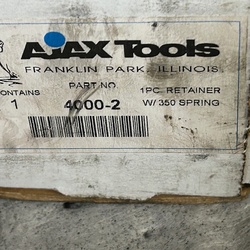 AJAX TOOLS
FRANKLIN PARK, ILLINOIS
CONTAINS PART NO. 1PC. RETAINER
1 4000-2 W/350 SPRING